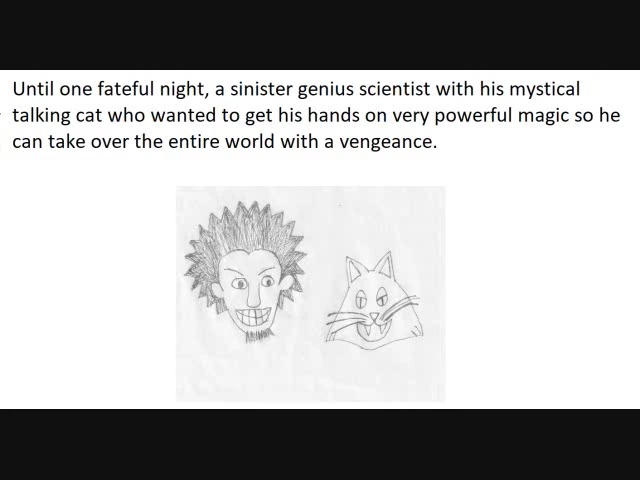 Until one fateful night, a sinister genius scientist with his mystical
talking cat who wanted to get his hands on very powerful magic so he
can take over the entire world with a vengeance.